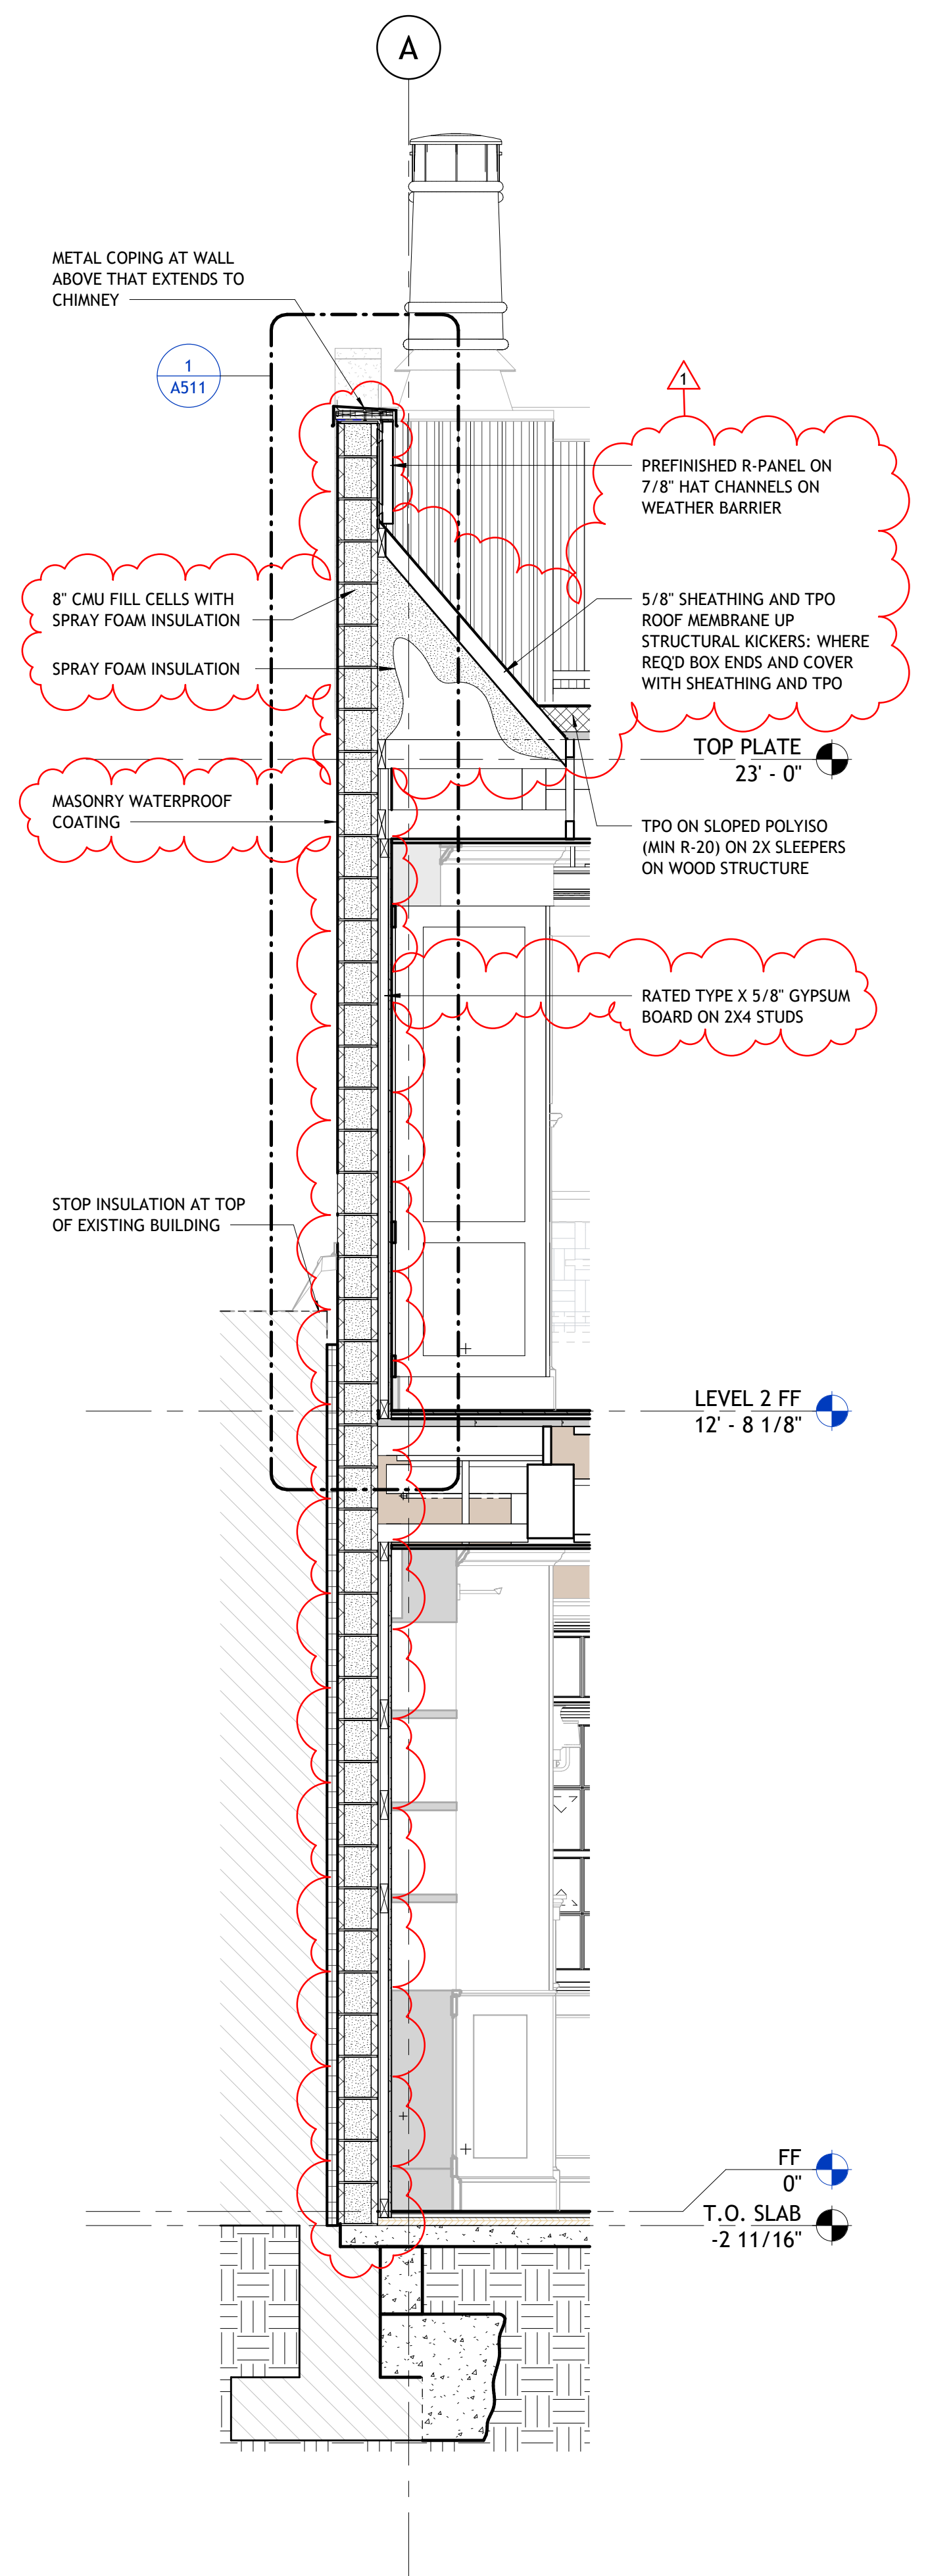 A
METAL COPING AT WALL
ABOVE THAT EXTENDS TO
CHIMNEY
1
A511
1
PREFINISHED R-PANEL ON
7/8" HAT CHANNELS ON
WEATHER BARRIER
8" CMU FILL CELLS WITH
SPRAY FOAM INSULATION
5/8" SHEATHING AND TPO
ROOF MEMBRANE UP
STRUCTURAL KICKERS: WHERE
REQ'D BOX ENDS AND COVER
WITH SHEATHING AND TPO
SPRAY FOAM INSULATION
TOP PLATE
23' - 0"
MASONRY WATERPROOF
COATING
TPO ON SLOPED POLYISO
(MIN R-20) ON 2X SLEEPERS
ON WOOD STRUCTURE
RATED TYPE X 5/8" GYPSUM
BOARD ON 2X4 STUDS
STOP INSULATION AT TOP
OF EXISTING BUILDING
LEVEL 2 FF
12' - 8 1/8"
FF
0"
T.O. SLAB
-2 11/16"